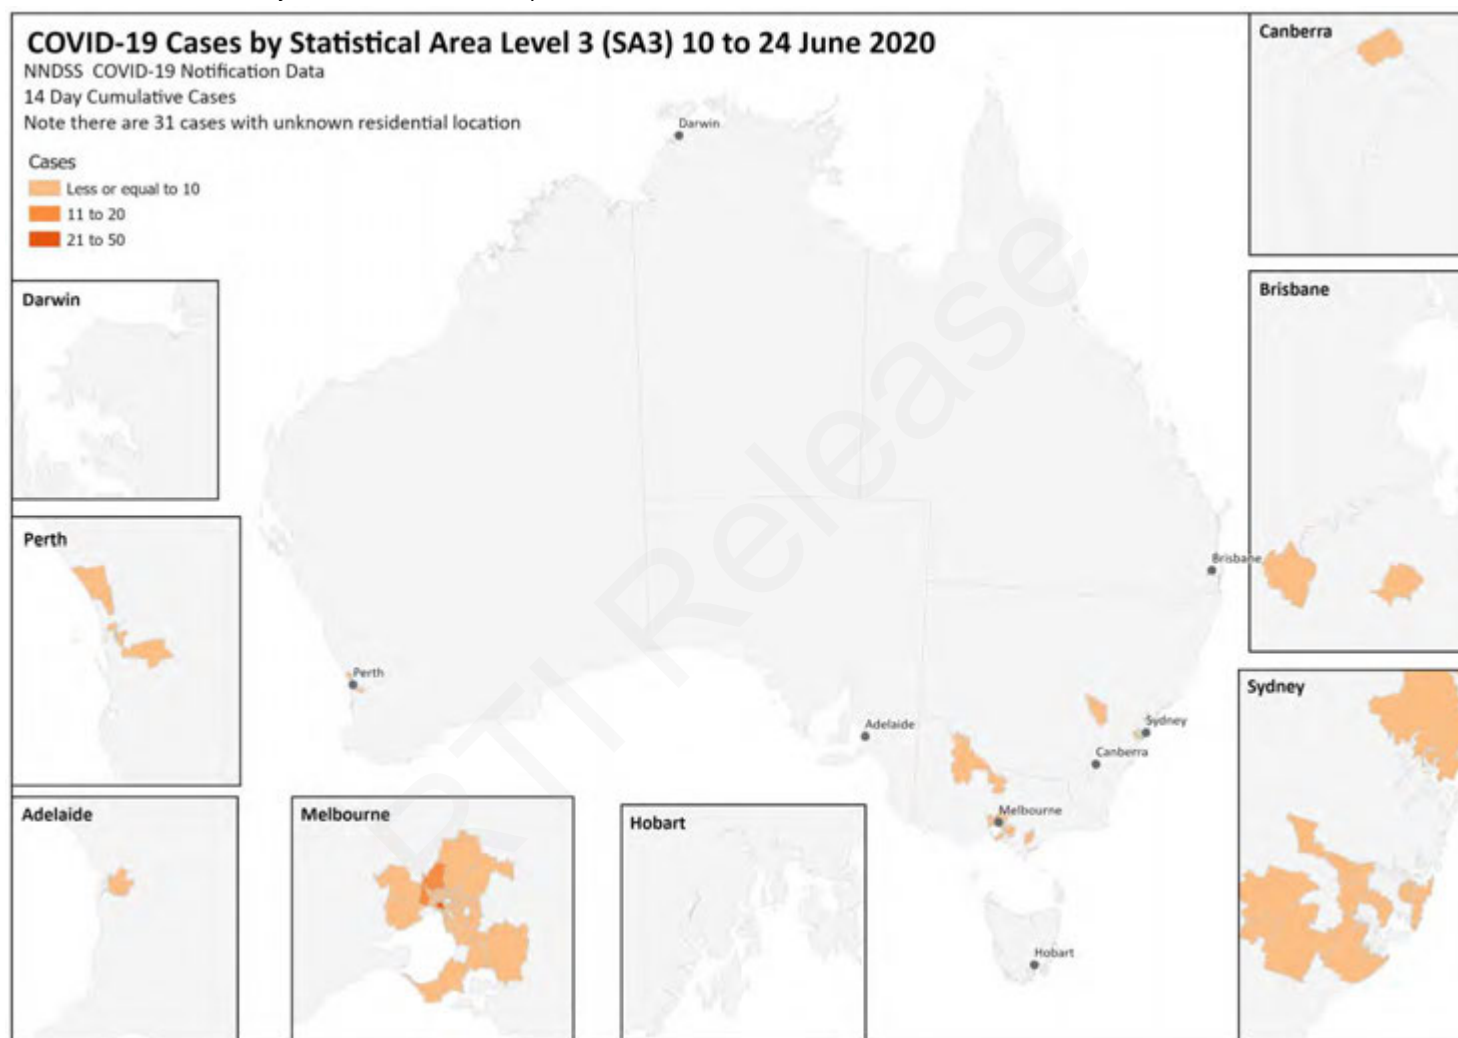 COVID-19 Cases by Statistical Area Level 3 (SA3) 10 to 24 June 2020
NNDSS COVID-19 Notification Data
14 Day Cumulative Cases
Note there are 31 cases with unknown residential location
Cases
Less or equal to 10
11 to 20
21 to 50
Darwin
Perth
Adelaide
Melbourne
Hobart
Canberra
Brisbane
Sydney
Darwin
Brisbane
Perth
Adelaide
Sydney
Canberra
Melbourne
Hobart
RTI Release